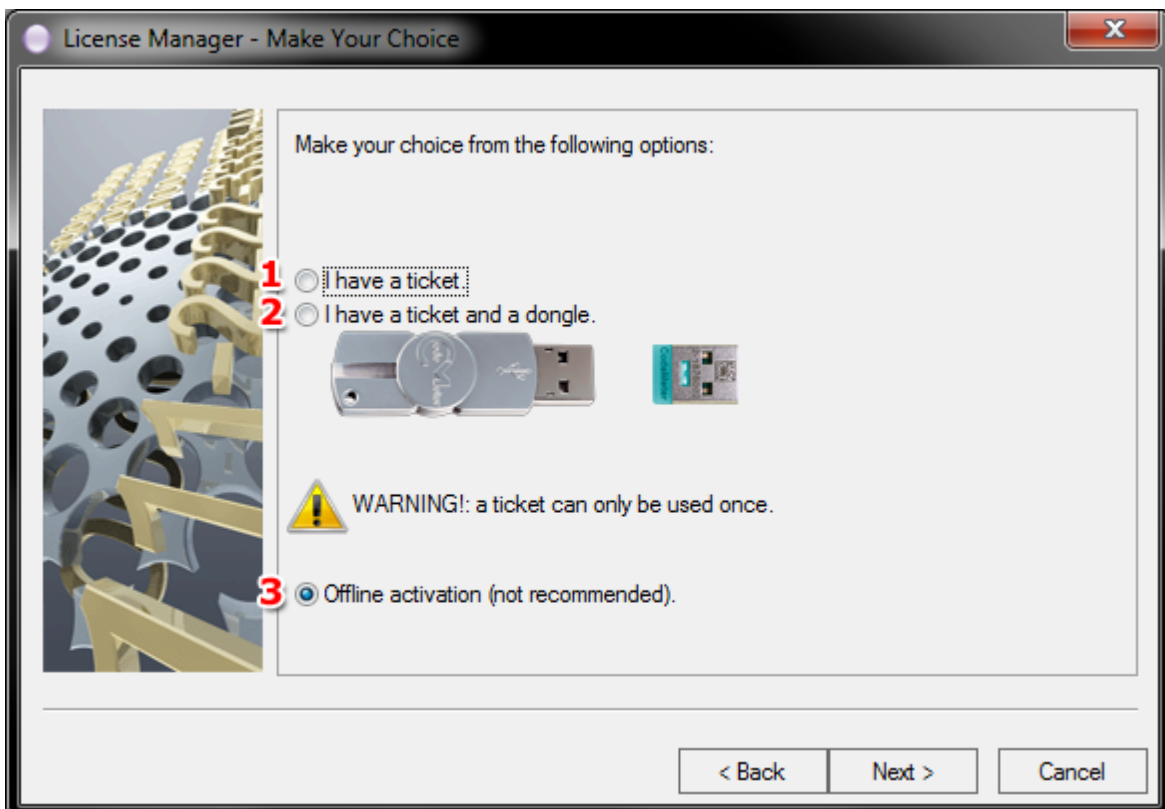 License Manager - Make Your Choice
Make your choice from the following options:
1 I have a ticket.
2 I have a ticket and a dongle.
CodeMeter
WARNING!: a ticket can only be used once.
3 Offline activation (not recommended).
< Back Next > Cancel